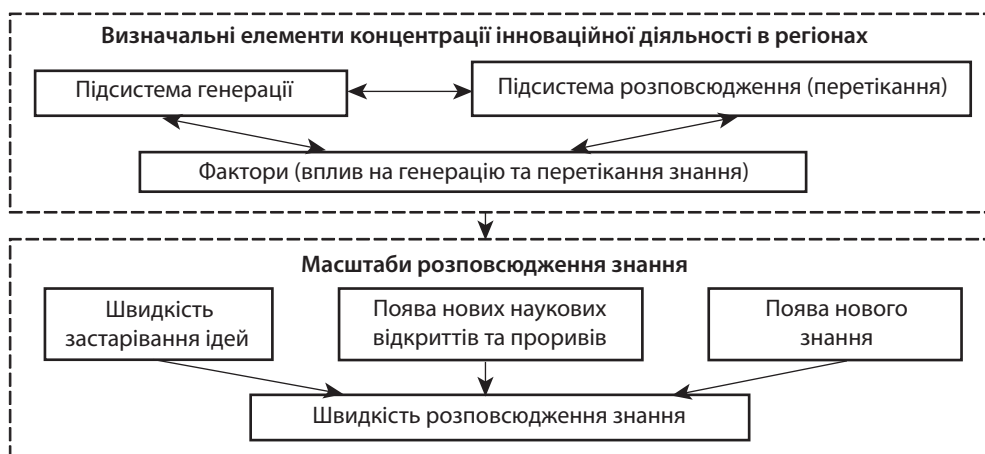 Визначальні елементи концентрації інноваційної діяльності в регіонах
Підсистема генерації
Підсистема розповсюдження (перетікання)
Фактори (вплив на генерацію та перетікання знання)
Масштаби розповсюдження знання
Швидкість
застарівання ідей
Поява нових наукових
відкриттів та проривів
Поява нового
знання
Швидкість розповсюдження знання